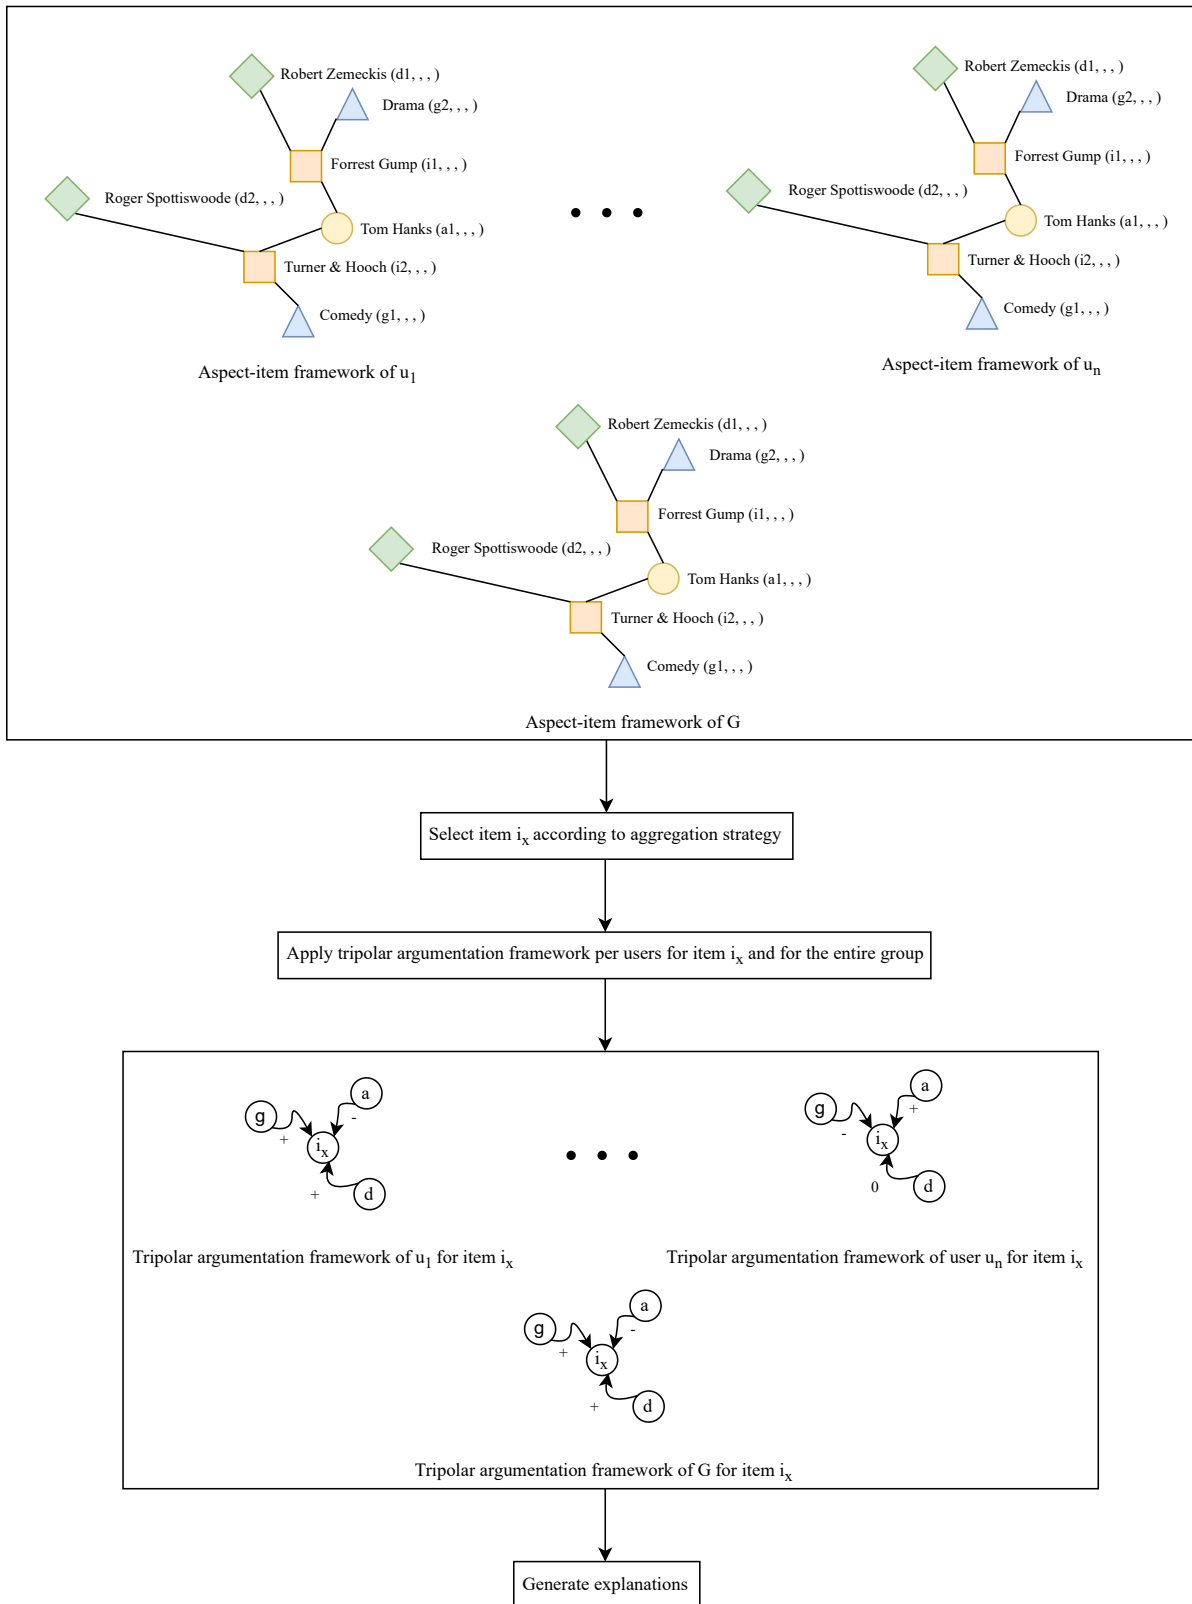 Robert Zemeckis (d1, , , )
Drama (g2, , , )
Forrest Gump (i1, , , )
Roger Spottiswoode (d2, , , )
Tom Hanks (a1, , , )
Turner & Hooch (i2, , , )
Comedy (g1, , , )
Aspect-item framework of u1
Robert Zemeckis (d1, , , )
Drama (g2, , , )
Forrest Gump (i1, , , )
Roger Spottiswoode (d2, , , )
Tom Hanks (a1, , , )
Turner & Hooch (i2, , , )
Comedy (g1, , , )
Aspect-item framework of un
Robert Zemeckis (d1, , , )
Drama (g2, , , )
Forrest Gump (i1, , , )
Roger Spottiswoode (d2, , , )
Tom Hanks (a1, , , )
Turner & Hooch (i2, , , )
Comedy (g1, , , )
Aspect-item framework of G
Select item ix according to aggregation strategy
Apply tripolar argumentation framework per users for item ix and for the entire group
a
g
-
+
ix
+
d
Tripolar argumentation framework of u1 for item ix
a
g
+
-
ix
0
d
Tripolar argumentation framework of user un for item ix
a
g
-
+
ix
+
d
Tripolar argumentation framework of G for item ix
Generate explanations